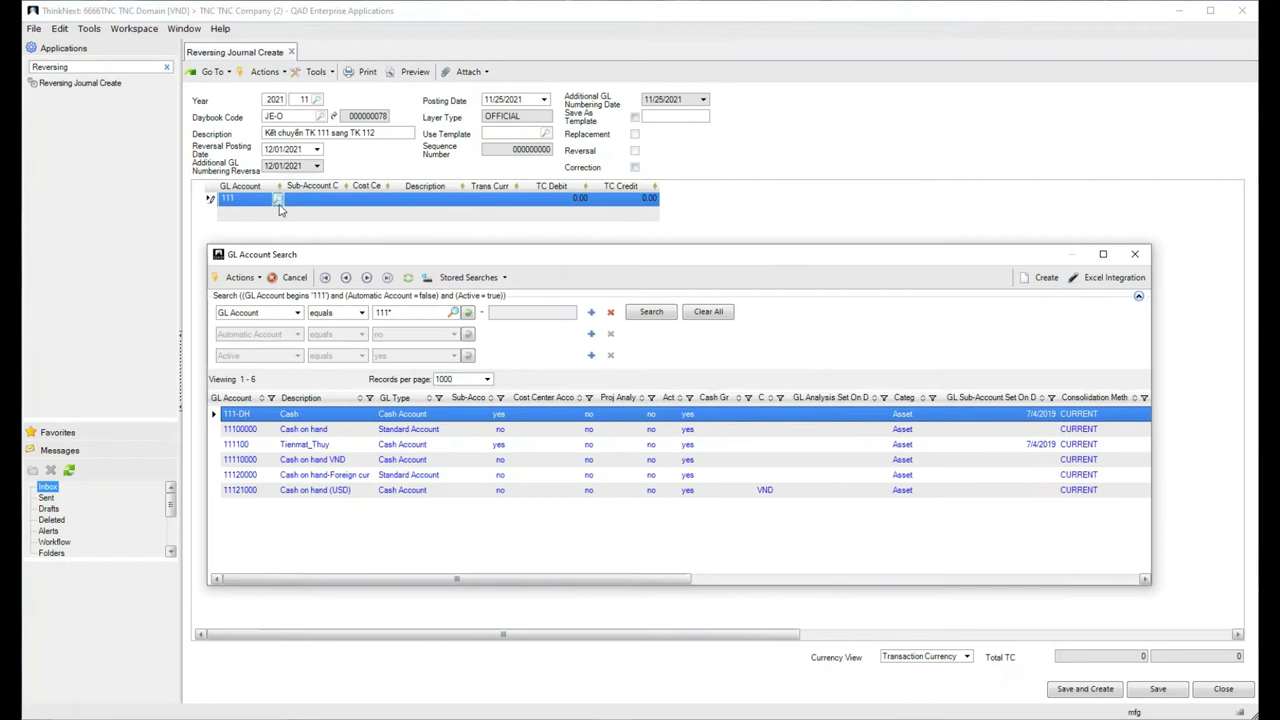 ThinkNext: 6666TNC TNC Domain [VND] > TNC TNC Company (2) - QAD Enterprise Applications
File Edit Tools Workspace Window Help
Applications
Reversing
Reversing Journal Create
Reversing Journal Create
Go To Actions Tools Print Preview Attach
Year 2021 11 Posting Date 11/25/2021 Additional GL Numbering Date 11/25/2021
Daybook Code JE-O 000000078 Layer Type OFFICIAL Save As Template
Description Kết chuyển TK 111 sang TK 112 Use Template Replacement
Reversal Posting Date 12/01/2021 Sequence Number 000000000 Reversal
Additional GL Numbering Reversa 12/01/2021 Correction
GL Account Sub-Account C Cost Ce Description Trans Curr TC Debit TC Credit
111 0.00 0.00
GL Account Search
Actions Cancel Stored Searches Create Excel Integration
Search ((GL Account begins '111') and (Automatic Account = false) and (Active = true))
GL Account equals 111* - Search Clear All
Automatic Account equals no
Active equals yes
Viewing 1 - 6 Records per page: 1000
GL Account Description GL Type Sub-Acco Cost Center Acco Proj Analy Act Cash Gr C GL Analysis Set On D Categ GL Sub-Account Set On D Consolidation Meth
111-DH Cash Cash Account yes no no yes Asset 7/4/2019 CURRENT
11100000 Cash on hand Standard Account no no no yes Asset CURRENT
111100 Tienmat_Thuy Cash Account yes no no yes Asset 7/4/2019 CURRENT
11110000 Cash on hand VND Cash Account no no no yes Asset CURRENT
11120000 Cash on hand-Foreign cur Standard Account no no no yes Asset CURRENT
11121000 Cash on hand (USD) Cash Account no no no yes VND Asset CURRENT
Favorites
Messages
Inbox
Sent
Drafts
Deleted
Alerts
Workflow
Folders
Currency View Transaction Currency Total TC 0 0
Save and Create Save Close
mfg